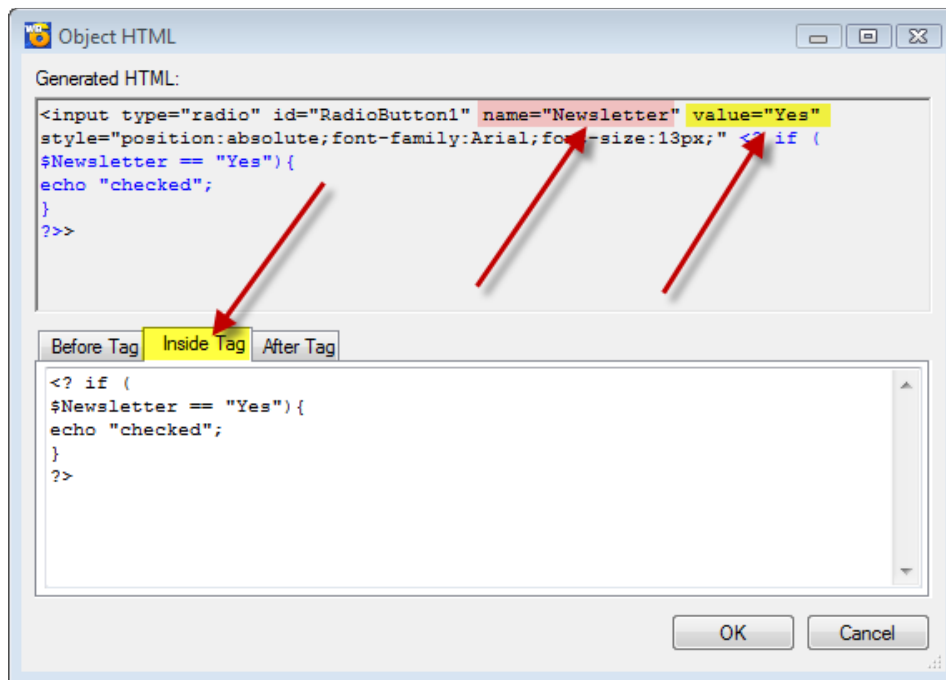 Object HTML
Generated HTML:
<input type="radio" id="RadioButton1" name="Newsletter" value="Yes"
style="position:absolute;font-family:Arial;font-size:13px;" <? if (
$Newsletter == "Yes"){
echo "checked";
}
?>>
Before Tag Inside Tag After Tag
<? if (
$Newsletter == "Yes"){
echo "checked";
}
?>
OK Cancel